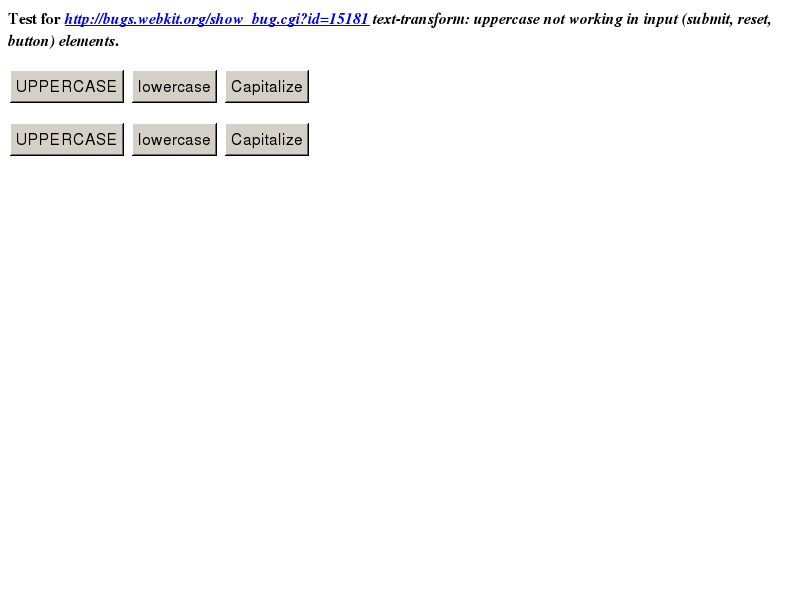 Test for http://bugs.webkit.org/show_bug.cgi?id=15181 text-transform: uppercase not working in input (submit, reset,
button) elements.
UPPERCASE lowercase Capitalize
UPPERCASE lowercase Capitalize